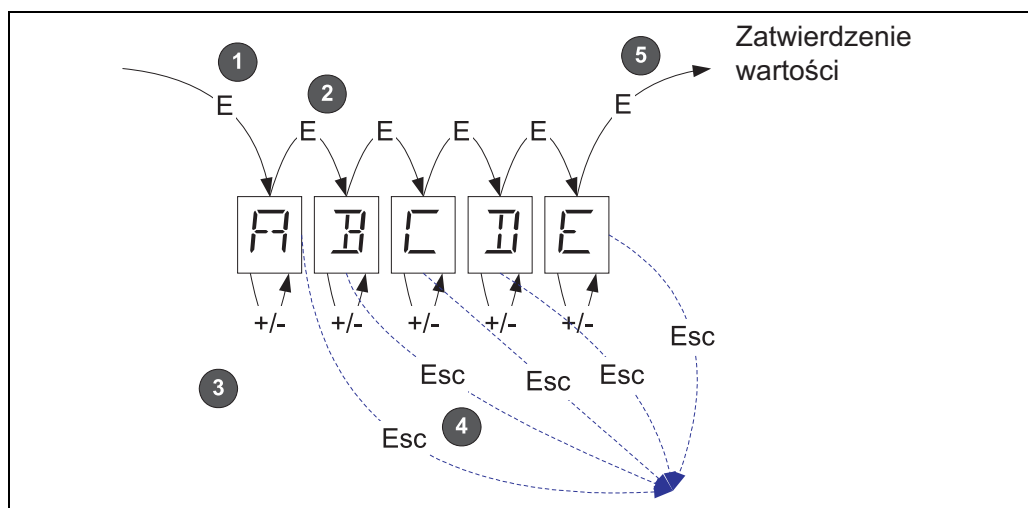 Zatwierdzenie
wartości
1
5
E
2
E
E
E
E
E
A B C D E
+/- +/- +/- +/- +/-
Esc
Esc Esc Esc
3
4
Esc